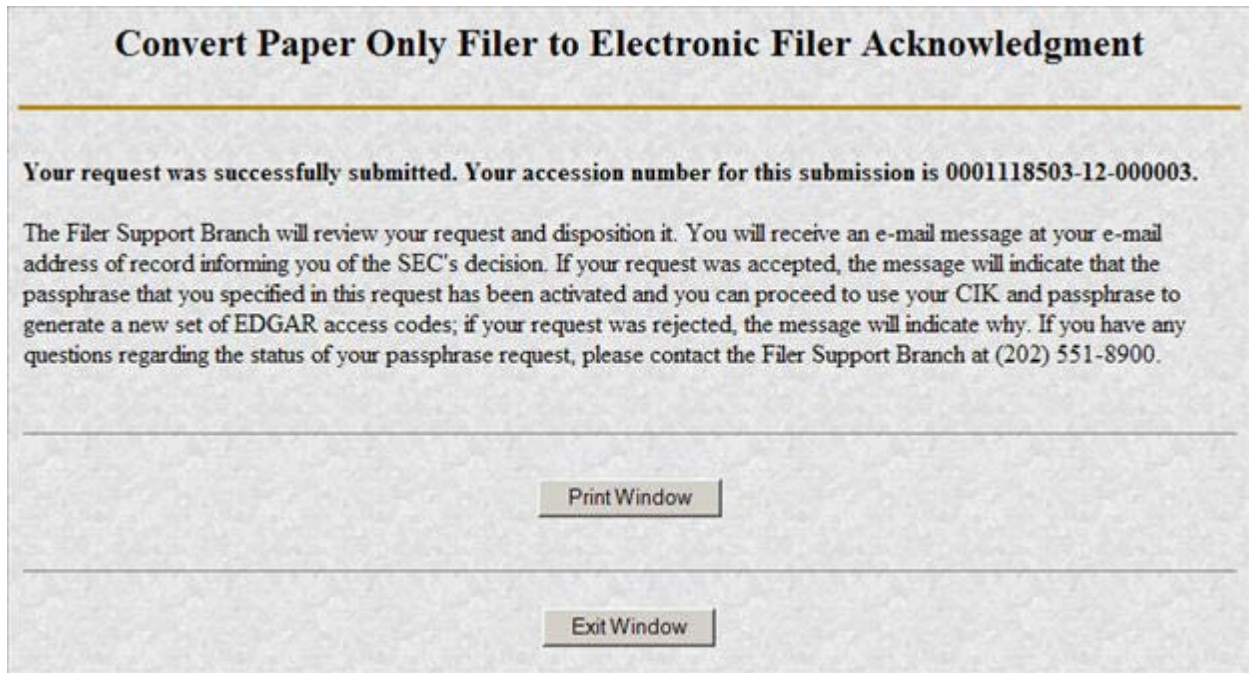 Convert Paper Only Filer to Electronic Filer Acknowledgment
Your request was successfully submitted. Your accession number for this submission is 0001118503-12-000003.
The Filer Support Branch will review your request and disposition it. You will receive an e-mail message at your e-mail
address of record informing you of the SEC's decision. If your request was accepted, the message will indicate that the
passphrase that you specified in this request has been activated and you can proceed to use your CIK and passphrase to
generate a new set of EDGAR access codes; if your request was rejected, the message will indicate why. If you have any
questions regarding the status of your passphrase request, please contact the Filer Support Branch at (202) 551-8900.
Print Window
Exit Window